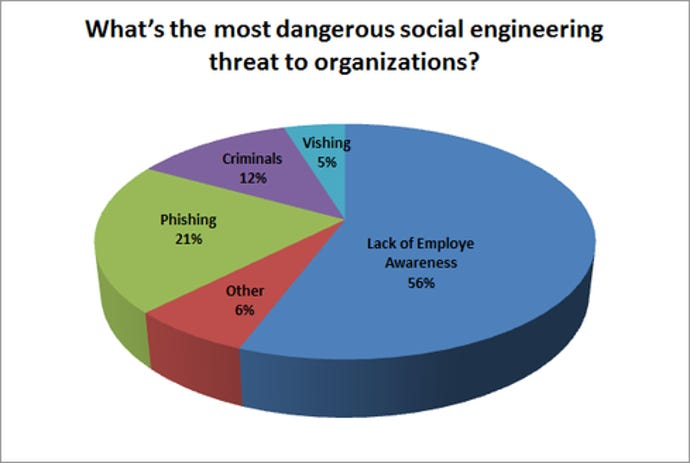 What's the most dangerous social engineering
threat to organizations?
Vishing
5%
Criminals
12%
Phishing
21%
Lack of Employe
Awareness
56%
Other
6%